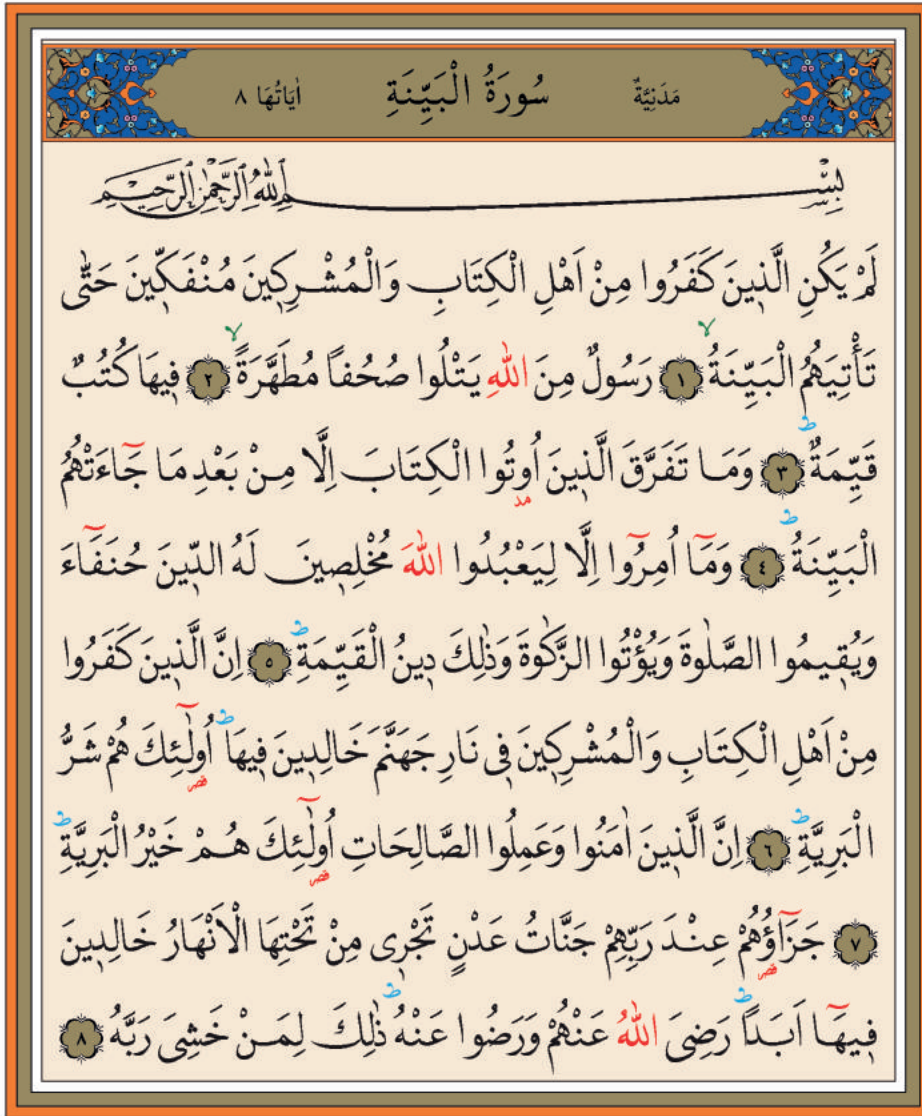 مَدَنِيَّةٌ سُورَةُ الْبَيِّنَةِ اٰيَاتُهَا ٨
بِسْمِ اللّٰهِ الرَّحْمٰنِ الرَّحِيمِ
لَمْ يَكُنِ الَّذ۪ينَ كَفَرُوا مِنْ اَهْلِ الْكِتَابِ وَالْمُشْرِك۪ينَ مُنْفَكّ۪ينَ حَتّٰى
تَأْتِيَهُمُ الْبَيِّنَةُۙ ١ رَسُولٌ مِنَ اللّٰهِ يَتْلُوا صُحُفاً مُطَهَّرَةًۙ ٢ ف۪يهَا كُتُبٌ
قَيِّمَةٌۜ ٣ وَمَا تَفَرَّقَ الَّذ۪ينَ اُو۫تُوا الْكِتَابَ اِلَّا مِنْ بَعْدِ مَا جَٓاءَتْهُمُ
الْبَيِّنَةُۜ ٤ وَمَٓا اُمِرُٓوا اِلَّا لِيَعْبُدُوا اللّٰهَ مُخْلِص۪ينَ لَهُ الدّ۪ينَ حُنَفَٓاءَ
وَيُق۪يمُوا الصَّلٰوةَ وَيُؤْتُوا الزَّكٰوةَ وَذٰلِكَ د۪ينُ الْقَيِّمَةِۜ ٥ اِنَّ الَّذ۪ينَ كَفَرُوا
مِنْ اَهْلِ الْكِتَابِ وَالْمُشْرِك۪ينَ ف۪ي نَارِ جَهَنَّمَ خَالِد۪ينَ ف۪يهَاۜ اُو۬لٰٓئِكَ هُمْ شَرُّ
الْبَرِيَّةِۜ ٦ اِنَّ الَّذ۪ينَ اٰمَنُوا وَعَمِلُوا الصَّالِحَاتِ اُو۬لٰٓئِكَ هُمْ خَيْرُ الْبَرِيَّةِۜ
٧ جَزَٓاؤُ۬هُمْ عِنْدَ رَبِّهِمْ جَنَّاتُ عَدْنٍ تَجْر۪ي مِنْ تَحْتِهَا الْاَنْهَارُ خَالِد۪ينَ
ف۪يهَٓا اَبَداًۜ رَضِيَ اللّٰهُ عَنْهُمْ وَرَضُوا عَنْهُۜ ذٰلِكَ لِمَنْ خَشِيَ رَبَّهُ ٨